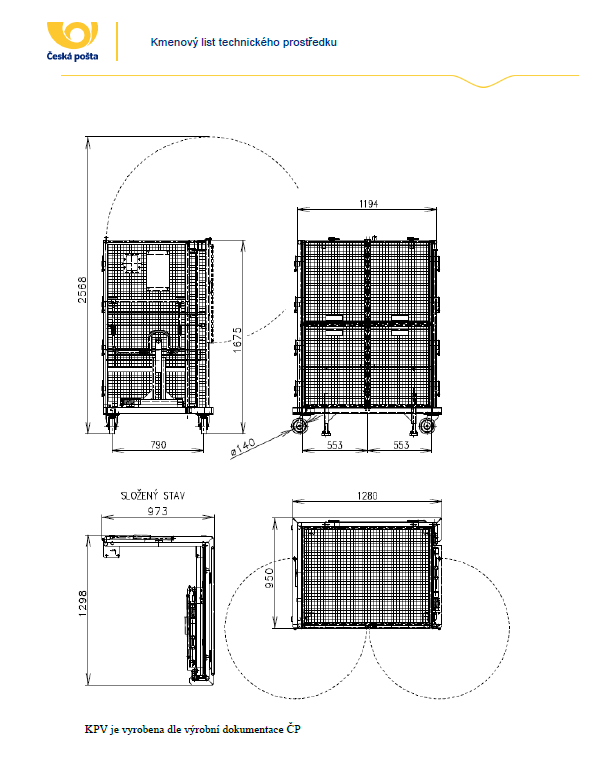 Česká pošta
Kmenový list technického prostředku
1194
2568
1675
790
ø140
553
553
SLOŽENÝ STAV
973
1280
950
1298
KPV je vyrobena dle výrobní dokumentace ČP